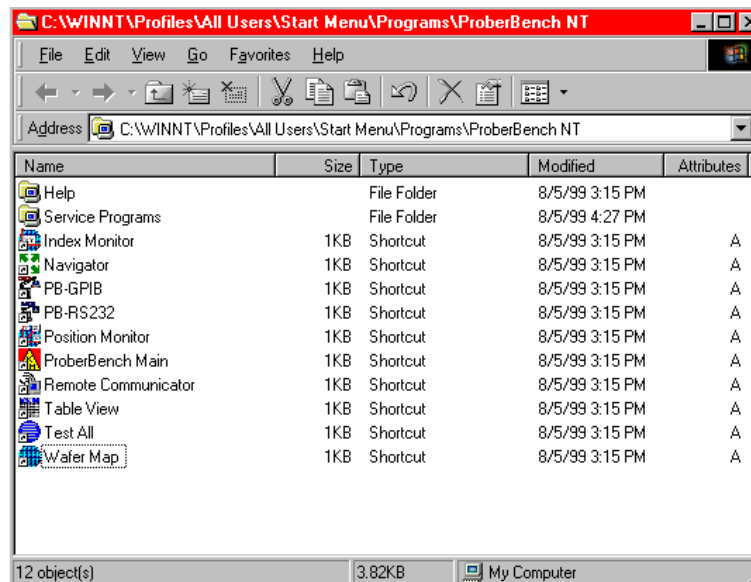 C:\WINNT\Profiles\All Users\Start Menu\Programs\ProberBench NT
File Edit View Go Favorites Help
Address C:\WINNT\Profiles\All Users\Start Menu\Programs\ProberBench NT
Name Size Type Modified Attributes
Help File Folder 8/5/99 3:15 PM
Service Programs File Folder 8/5/99 4:27 PM
Index Monitor 1KB Shortcut 8/5/99 3:15 PM A
Navigator 1KB Shortcut 8/5/99 3:15 PM A
PB-GPIB 1KB Shortcut 8/5/99 3:15 PM A
PB-RS232 1KB Shortcut 8/5/99 3:15 PM A
Position Monitor 1KB Shortcut 8/5/99 3:15 PM A
ProberBench Main 1KB Shortcut 8/5/99 3:15 PM A
Remote Communicator 1KB Shortcut 8/5/99 3:15 PM A
Table View 1KB Shortcut 8/5/99 3:15 PM A
Test All 1KB Shortcut 8/5/99 3:15 PM A
Wafer Map 1KB Shortcut 8/5/99 3:15 PM A
12 object(s) 3.82KB My Computer